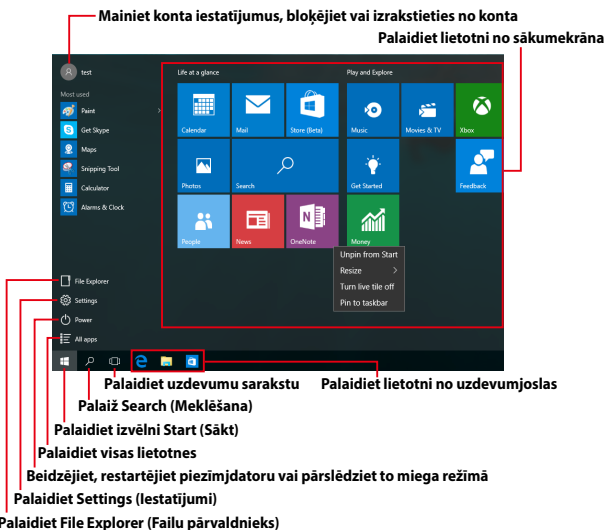 Mainiet konta iestatījumus, bloķējiet vai izrakstieties no konta
Palaidiet lietotni no sākumekrāna
test
Life at a glance
Play and Explore
Most used
Paint
Get Skype
Maps
Snipping Tool
Calculator
Alarms & Clock
Calendar
Mail
Store (Beta)
Music
Movies & TV
Xbox
Photos
Search
Get Started
Feedback
People
News
OneNote
Money
Unpin from Start
Resize
Turn live tile off
Pin to taskbar
File Explorer
Settings
Power
All apps
Palaidiet uzdevumu sarakstu
Palaidiet lietotni no uzdevumjoslas
Palaiž Search (Meklēšana)
Palaidiet izvēlni Start (Sākt)
Palaidiet visas lietotnes
Beidzējiet, restartējiet piezīmjdatoru vai pārslēdziet to miega režīmā
Palaidiet Settings (Iestatījumi)
Palaidiet File Explorer (Failu pārvaldnieks)